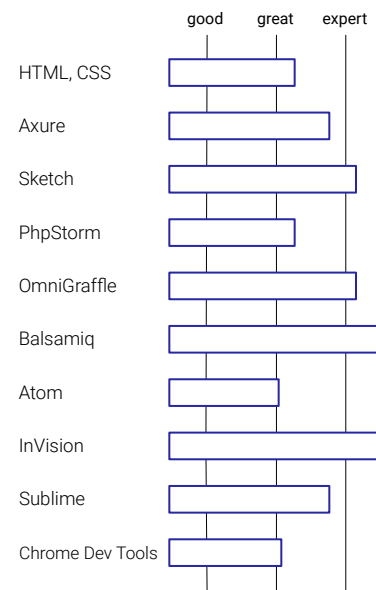 good great expert
HTML, CSS
Axure
Sketch
PhpStorm
OmniGraffle
Balsamiq
Atom
InVision
Sublime
Chrome Dev Tools